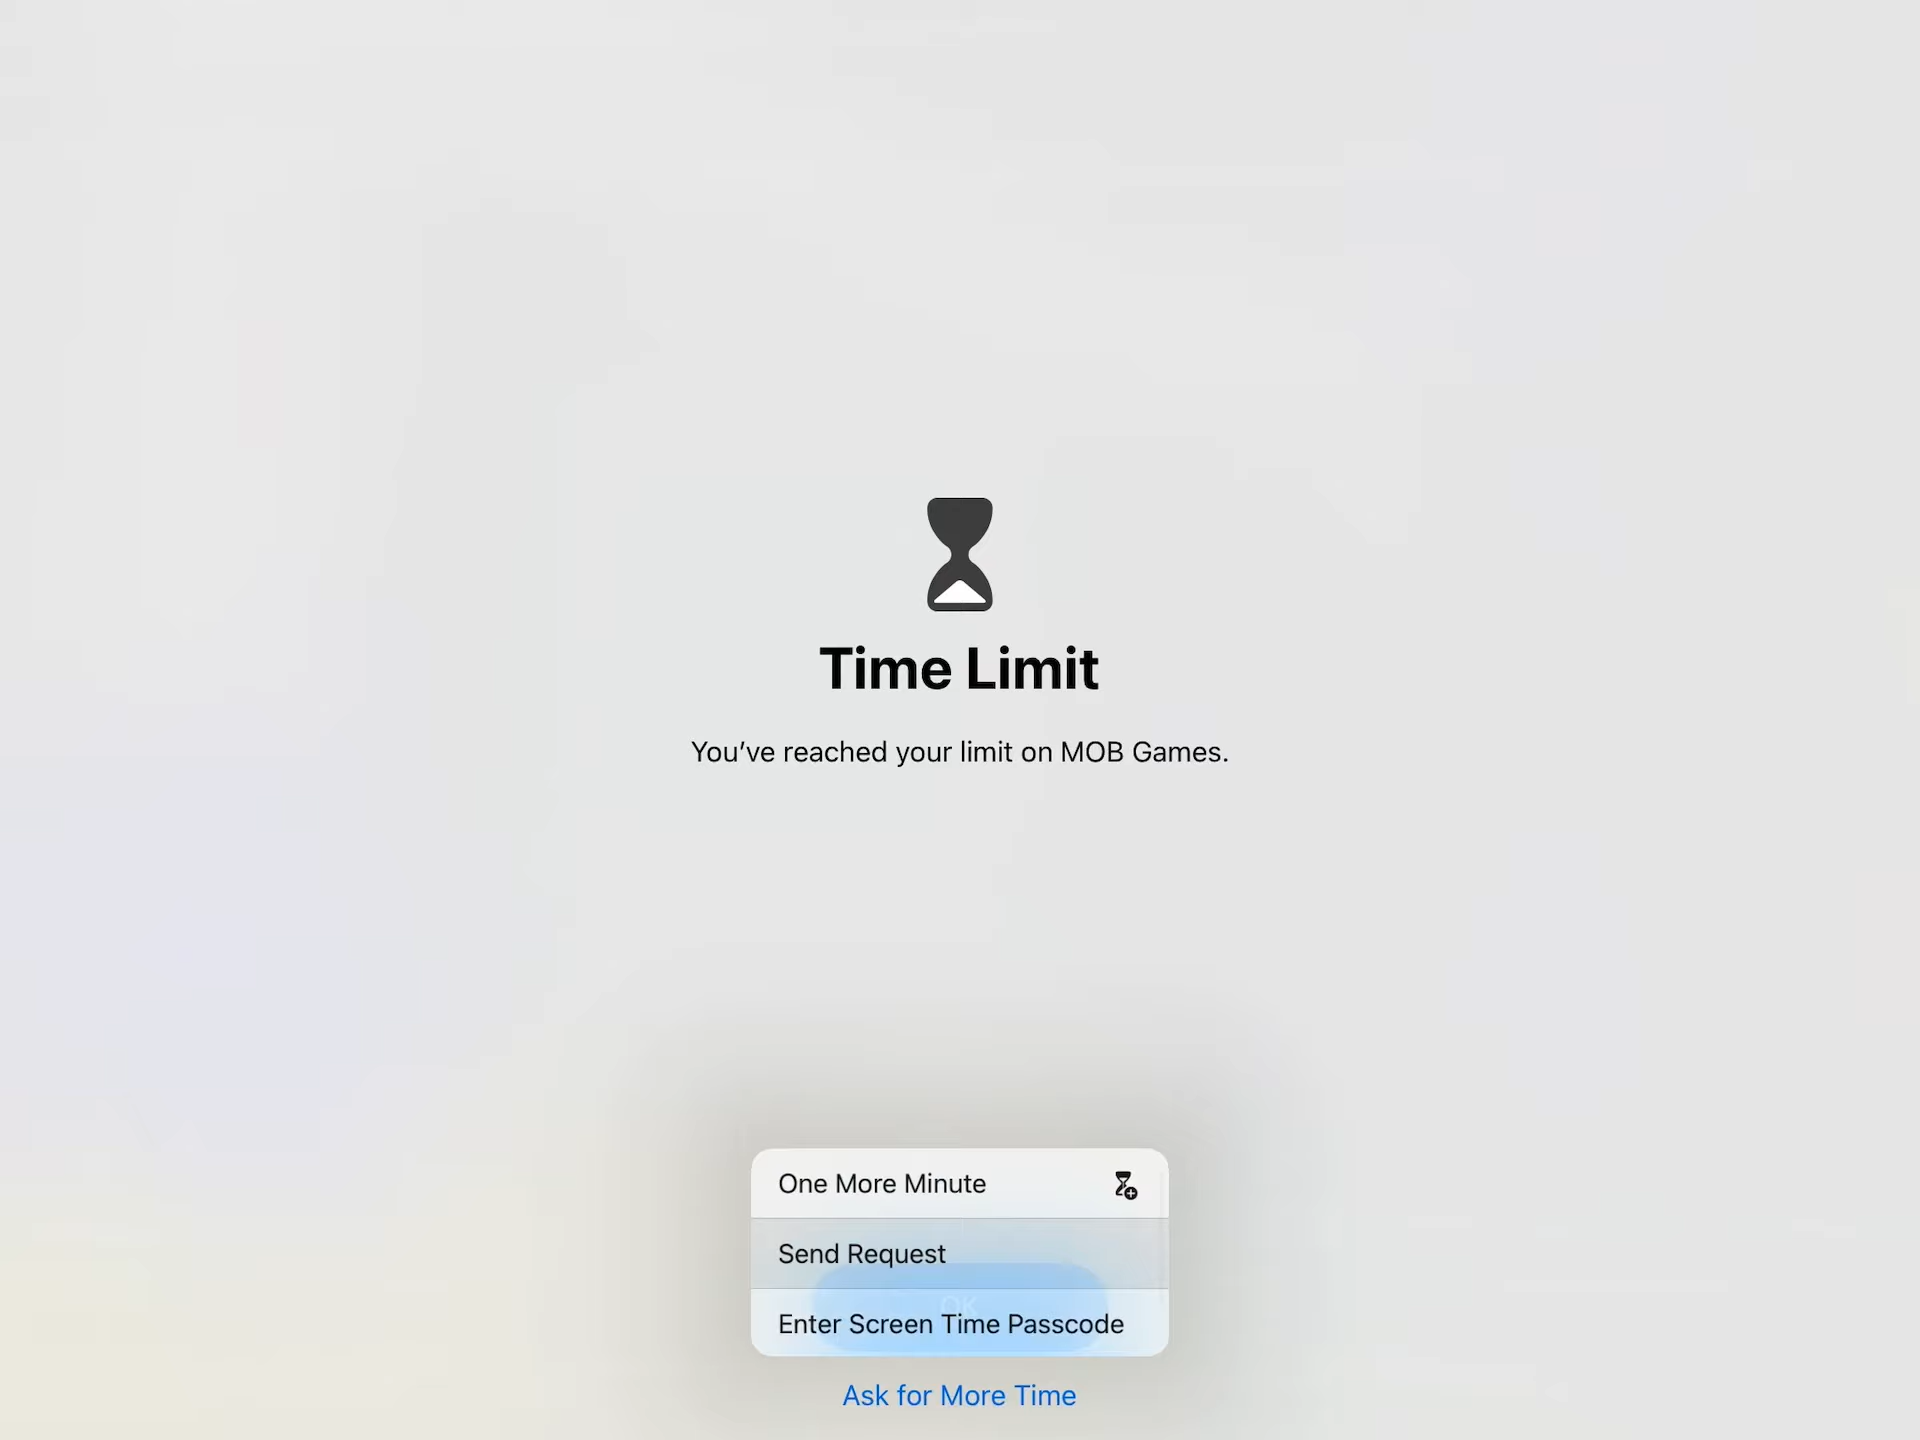 Time Limit
You’ve reached your limit on MOB Games.
One More Minute
Send Request
OK
Enter Screen Time Passcode
Ask for More Time